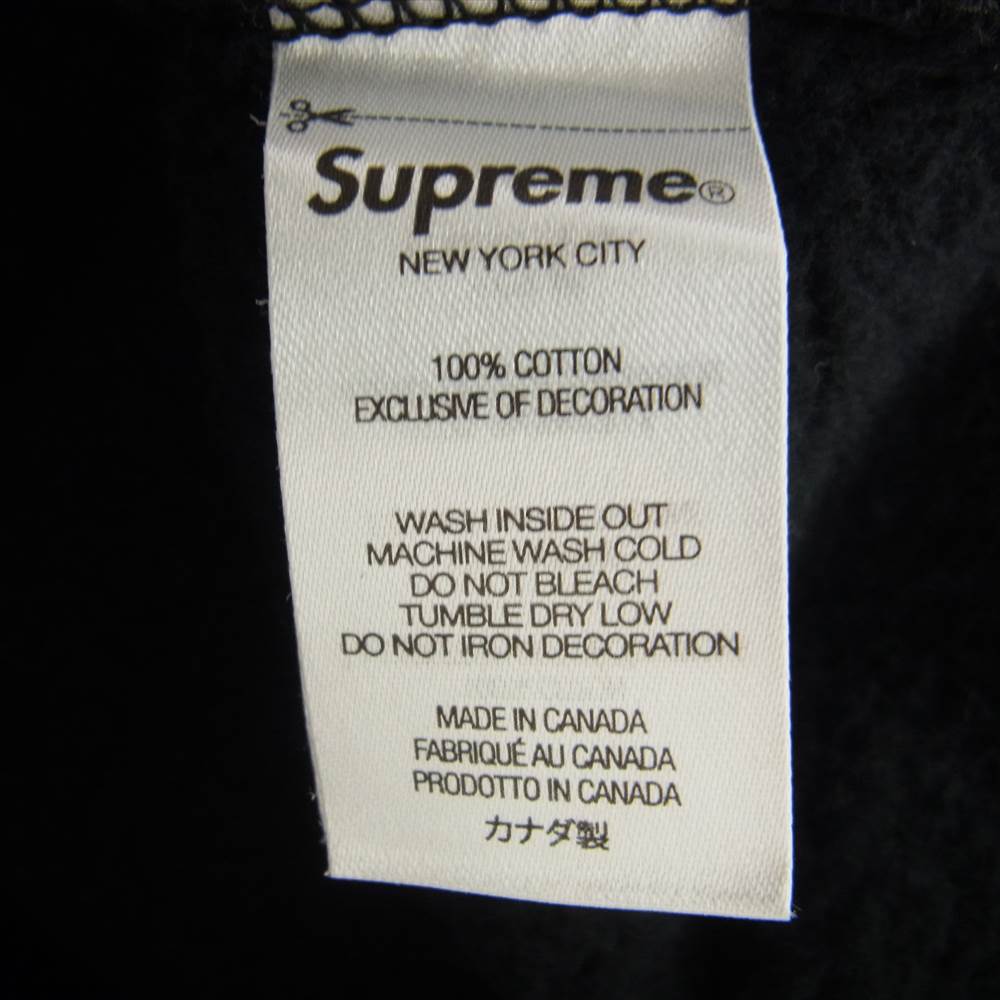 Supreme®
NEW YORK CITY
100% COTTON
EXCLUSIVE OF DECORATION
WASH INSIDE OUT
MACHINE WASH COLD
DO NOT BLEACH
TUMBLE DRY LOW
DO NOT IRON DECORATION
MADE IN CANADA
FABRIQUÉ AU CANADA
PRODOTTO IN CANADA
カナダ製